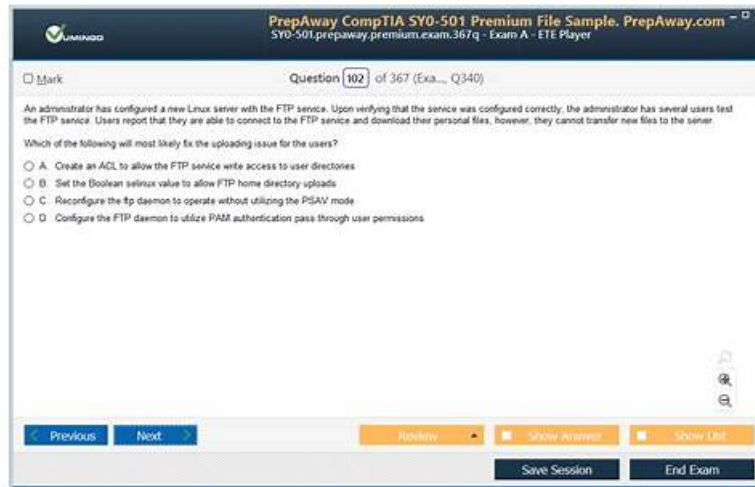 VUMINGO
PrepAway CompTIA SY0-501 Premium File Sample. PrepAway.com
SY0-501.prepaway.premium.exam.367q - Exam A - ETE Player
Mark
Question 102 of 367 (Exa..., Q340)
An administrator has configured a new Linux server with the FTP service. Upon verifying that the service was configured correctly, the administrator has several users test
the FTP service. Users report that they are able to connect to the FTP service and download their personal files, however, they cannot transfer new files to the server.
Which of the following will most likely fix the uploading issue for the users?
A. Create an ACL to allow the FTP service write access to user directories
B. Set the Boolean selinux value to allow FTP home directory uploads
C. Reconfigure the ftp daemon to operate without utilizing the PSAV mode
D. Configure the FTP daemon to utilize PAM authentication pass through user permissions
Previous
Next
Review
Show Answer
Show List
Save Session
End Exam